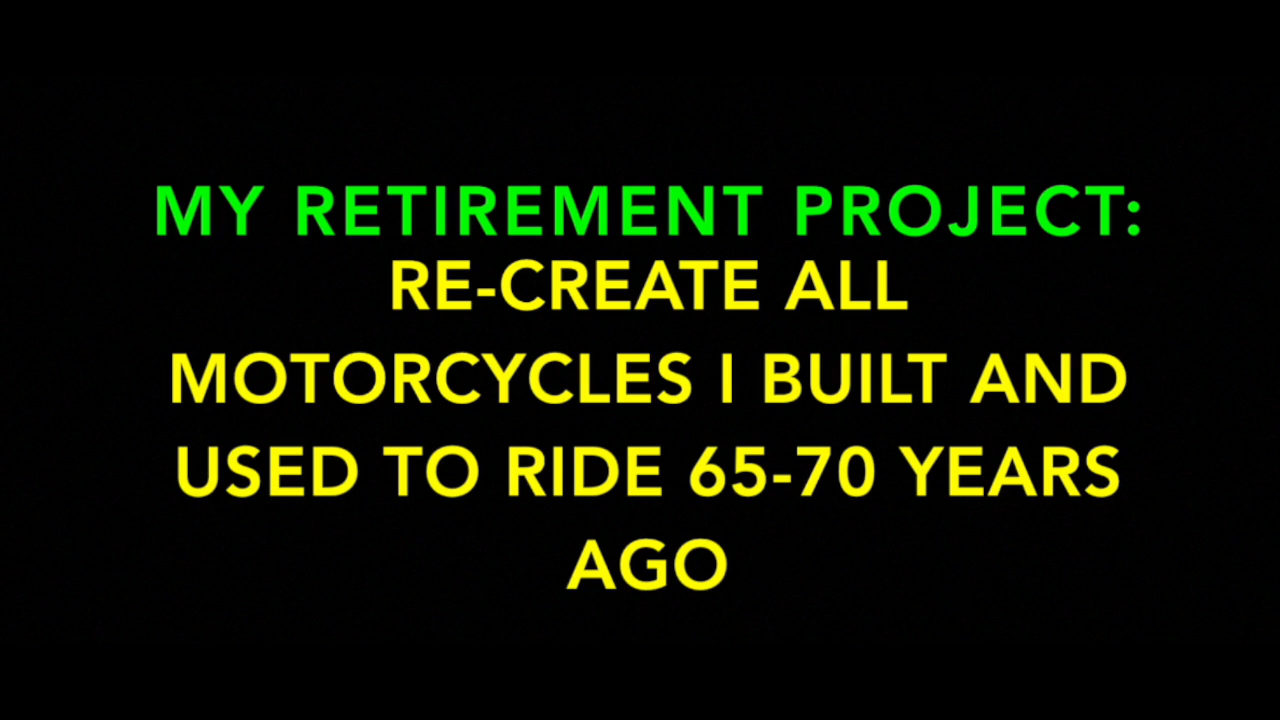 MY RETIREMENT PROJECT:
RE-CREATE ALL
MOTORCYCLES I BUILT AND
USED TO RIDE 65-70 YEARS
AGO